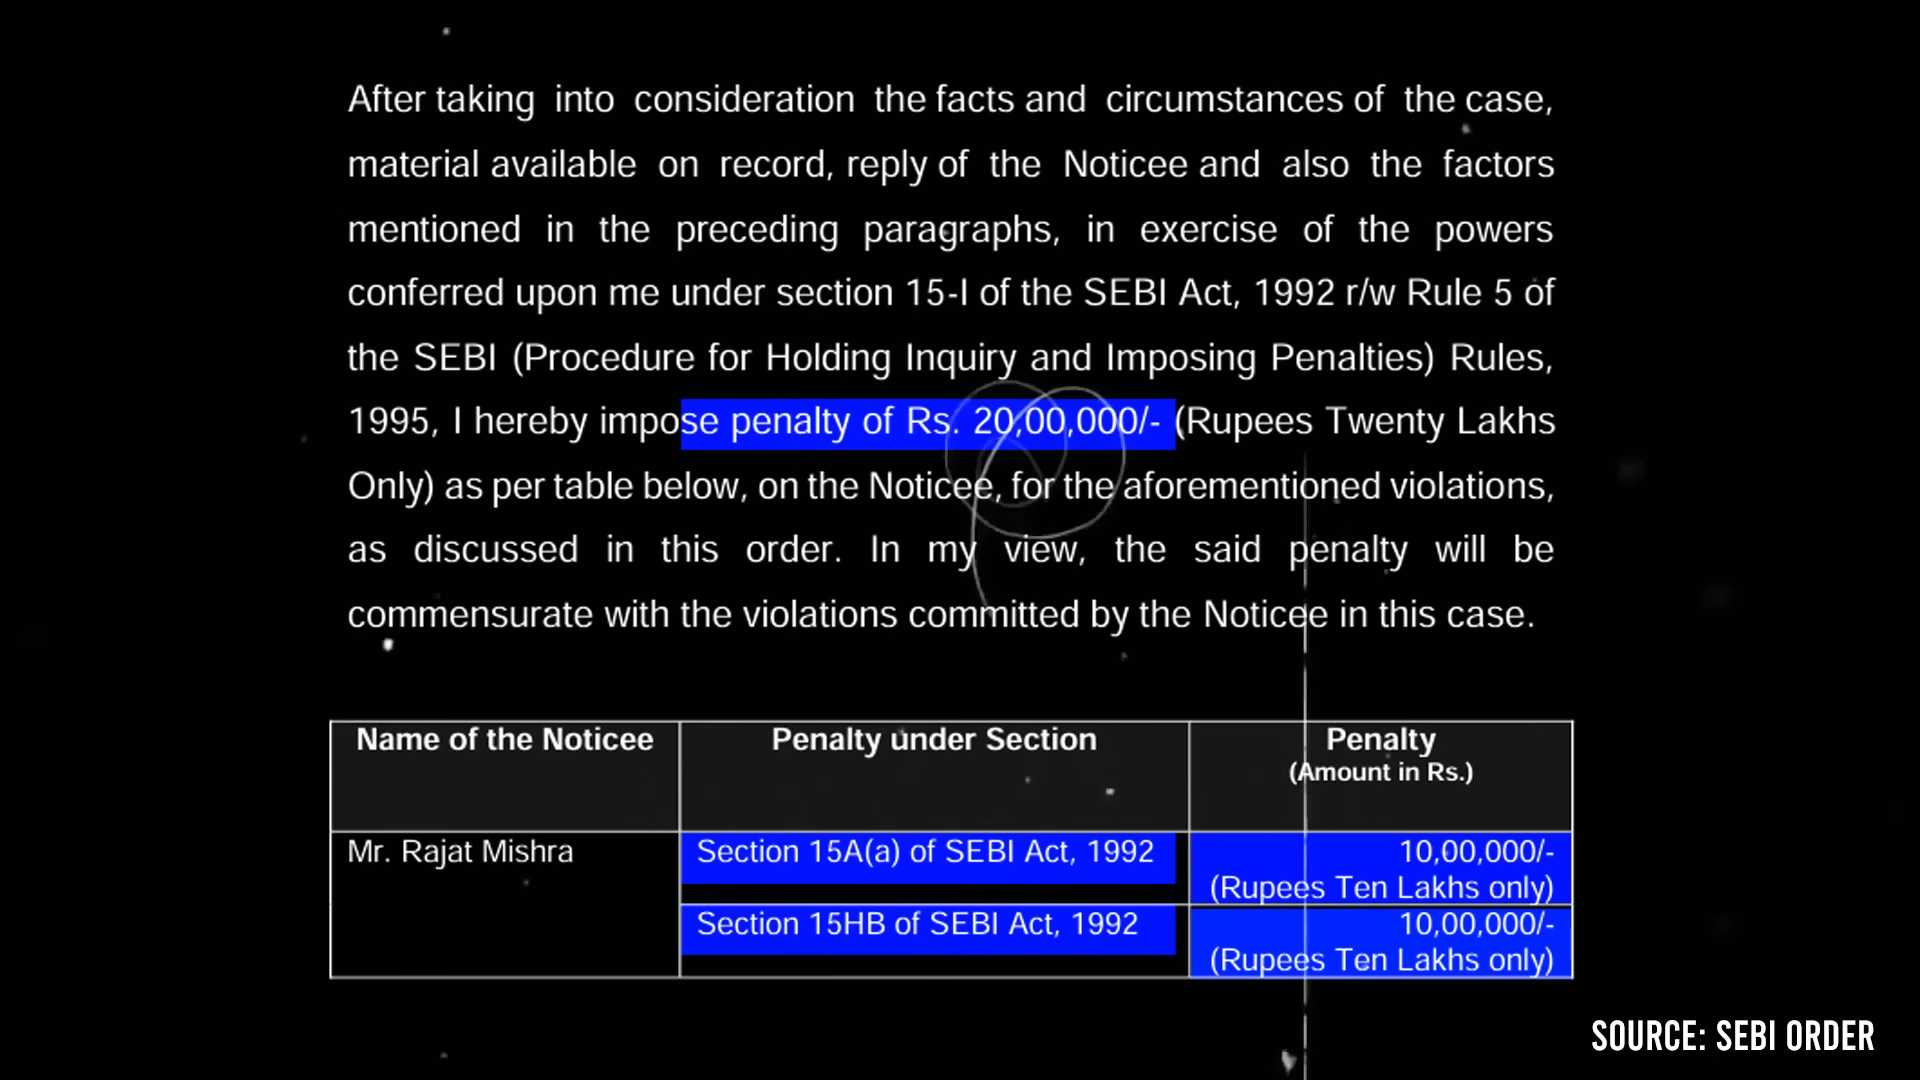 After taking into consideration the facts and circumstances of the case,
material available on record, reply of the Noticee and also the factors
mentioned in the preceding paragraphs, in exercise of the powers
conferred upon me under section 15-I of the SEBI Act, 1992 r/w Rule 5 of
the SEBI (Procedure for Holding Inquiry and Imposing Penalties) Rules,
1995, I hereby impose penalty of Rs. 20,00,000/- (Rupees Twenty Lakhs
Only) as per table below, on the Noticee, for the aforementioned violations,
as discussed in this order. In my view, the said penalty will be
commensurate with the violations committed by the Noticee in this case.
Name of the Noticee Penalty under Section Penalty
(Amount in Rs.)
Mr. Rajat Mishra Section 15A(a) of SEBI Act, 1992 10,00,000/-
(Rupees Ten Lakhs only)
Section 15HB of SEBI Act, 1992 10,00,000/-
(Rupees Ten Lakhs only)
SOURCE: SEBI ORDER